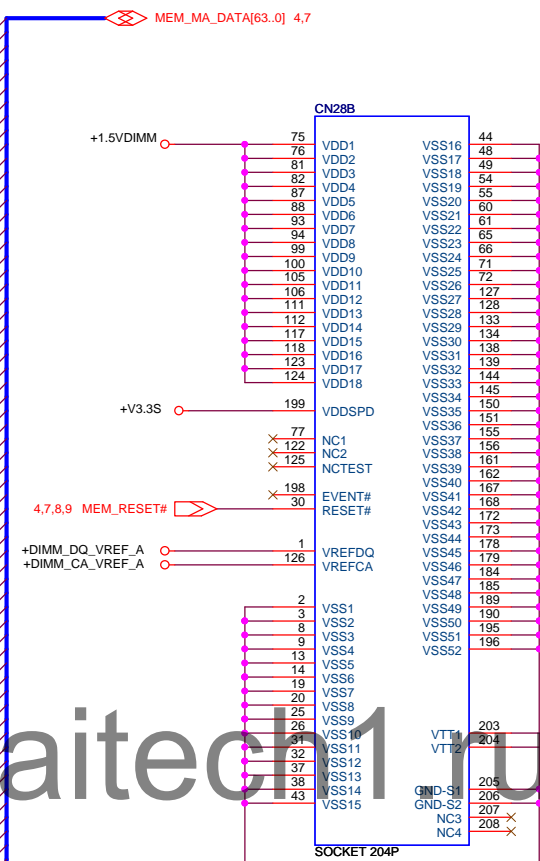 MEM_MA_DATA[63..0] 4,7
CN28B
+1.5VDIMM
75 VDD1 VSS16 44
76 VDD2 VSS17 48
81 VDD3 VSS18 49
82 VDD4 VSS19 54
87 VDD5 VSS20 55
88 VDD6 VSS21 60
93 VDD7 VSS22 61
94 VDD8 VSS23 65
99 VDD9 VSS24 66
100 VDD10 VSS25 71
105 VDD11 VSS26 72
106 VDD12 VSS27 127
111 VDD13 VSS28 128
112 VDD14 VSS29 133
117 VDD15 VSS30 134
118 VDD16 VSS31 138
123 VDD17 VSS32 139
124 VDD18 VSS33 144
VSS34 145
+V3.3S 199 VDDSPD VSS35 150
VSS36 151
77 NC1 VSS37 155
122 NC2 VSS38 156
125 NCTEST VSS39 161
VSS40 162
198 EVENT# VSS41 167
4,7,8,9 MEM_RESET# 30 RESET# VSS42 168
VSS43 172
VSS44 173
+DIMM_DQ_VREF_A 1 VREFDQ VSS45 178
+DIMM_CA_VREF_A 126 VREFCA VSS46 179
VSS47 184
VSS48 185
2 VSS1 VSS49 189
3 VSS2 VSS50 190
8 VSS3 VSS51 195
9 VSS4 VSS52 196
13 VSS5
14 VSS6
19 VSS7
20 VSS8
25 VSS9
26 VSS10 VTT1 203
31 VSS11 VTT2 204
32 VSS12
37 VSS13
38 VSS14 GND-S1 205
43 VSS15 GND-S2 206
NC3 207
NC4 208
SOCKET 204P
aitech1.ru